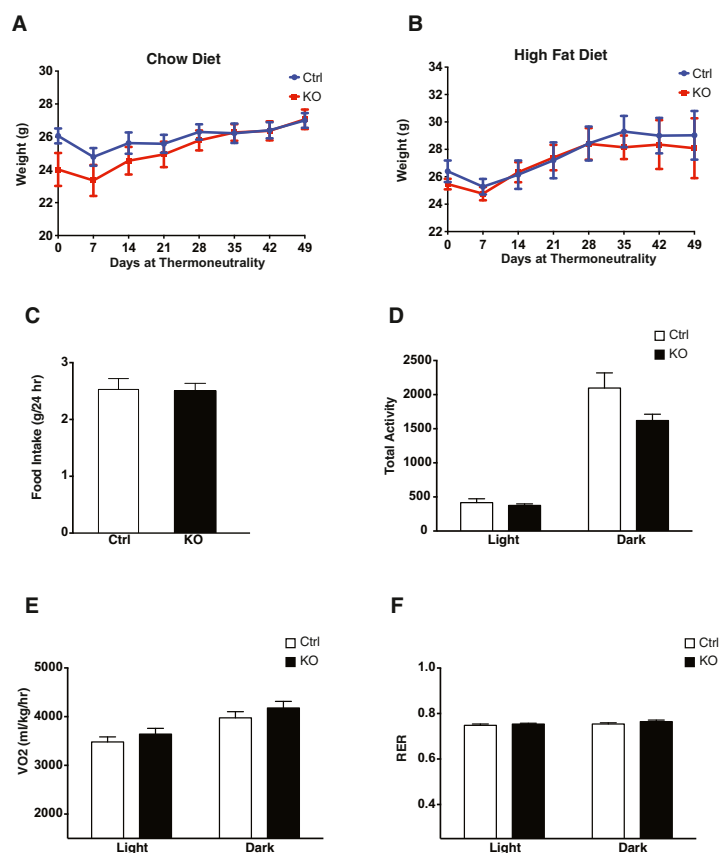 A
Chow Diet
Ctrl
KO
Weight (g)
30
28
26
24
22
20
0 7 14 21 28 35 42 49
Days at Thermoneutrality
B
High Fat Diet
Ctrl
KO
Weight (g)
34
32
30
28
26
24
22
0 7 14 21 28 35 42 49
Days at Thermoneutrality
C
Food Intake (g/24 hr)
3
2
1
0
Ctrl KO
D
Ctrl
KO
Total Activity
2500
2000
1500
1000
500
0
Light Dark
E
Ctrl
KO
VO2 (ml/kg/hr)
5000
4000
3000
2000
Light Dark
F
Ctrl
KO
RER
1.0
0.8
0.6
0.4
Light Dark